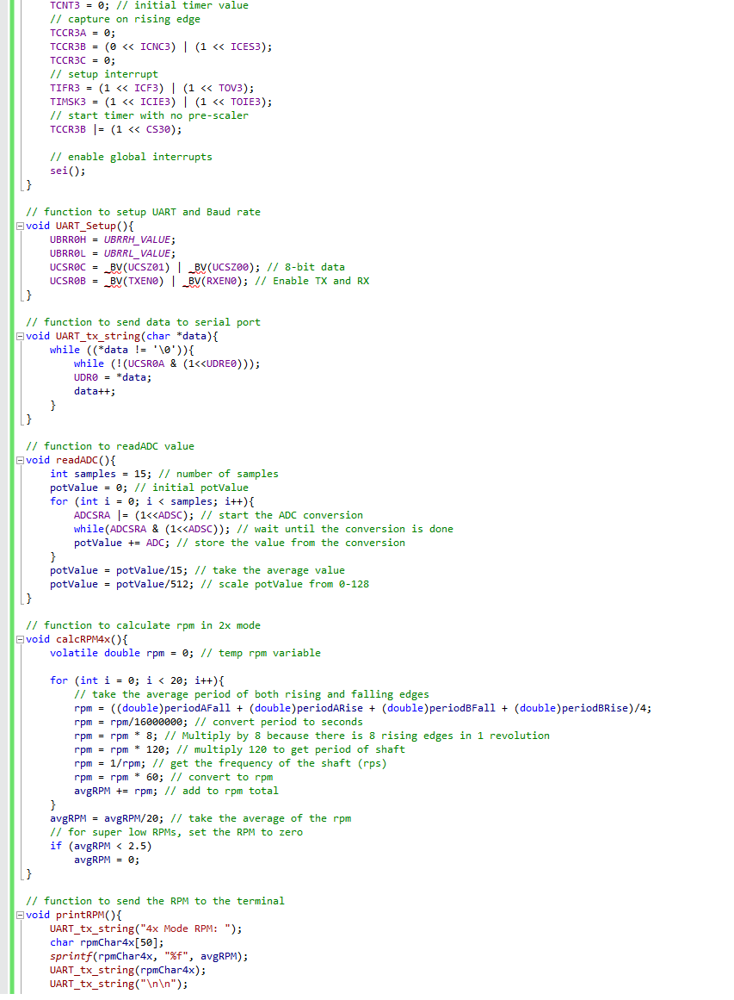 TCNT3 = 0; // initial timer value
// capture on rising edge
TCCR3A = 0;
TCCR3B = (0 << ICNC3) | (1 << ICES3);
TCCR3C = 0;
// setup interrupt
TIFR3 = (1 << ICF3) | (1 << TOV3);
TIMSK3 = (1 << ICIE3) | (1 << TOIE3);
// start timer with no pre-scaler
TCCR3B |= (1 << CS30);
// enable global interrupts
sei();
}
// function to setup UART and Baud rate
void UART_Setup(){
UBRR0H = UBRRH_VALUE;
UBRR0L = UBRRL_VALUE;
UCSR0C = _BV(UCSZ01) | _BV(UCSZ00); // 8-bit data
UCSR0B = _BV(TXEN0) | _BV(RXEN0); // Enable TX and RX
}
// function to send data to serial port
void UART_tx_string(char *data){
while ((*data != '\0')){
while (!(UCSR0A & (1<<UDRE0)));
UDR0 = *data;
data++;
}
}
// function to readADC value
void readADC(){
int samples = 15; // number of samples
potValue = 0; // initial potValue
for (int i = 0; i < samples; i++){
ADCSRA |= (1<<ADSC); // start the ADC conversion
while(ADCSRA & (1<<ADSC)); // wait until the conversion is done
potValue += ADC; // store the value from the conversion
}
potValue = potValue/15; // take the average value
potValue = potValue/512; // scale potValue from 0-128
}
// function to calculate rpm in 2x mode
void calcRPM4x(){
volatile double rpm = 0; // temp rpm variable
for (int i = 0; i < 20; i++){
// take the average period of both rising and falling edges
rpm = ((double)periodAFall + (double)periodARise + (double)periodBFall + (double)periodBRise)/4;
rpm = rpm/16000000; // convert period to seconds
rpm = rpm * 8; // Multiply by 8 because there is 8 rising edges in 1 revolution
rpm = rpm * 120; // multiply 120 to get period of shaft
rpm = 1/rpm; // get the frequency of the shaft (rps)
rpm = rpm * 60; // convert to rpm
avgRPM += rpm; // add to rpm total
}
avgRPM = avgRPM/20; // take the average of the rpm
// for super low RPMs, set the RPM to zero
if (avgRPM < 2.5)
avgRPM = 0;
}
// function to send the RPM to the terminal
void printRPM(){
UART_tx_string("4x Mode RPM: ");
char rpmChar4x[50];
sprintf(rpmChar4x, "%f", avgRPM);
UART_tx_string(rpmChar4x);
UART_tx_string("\n\n");